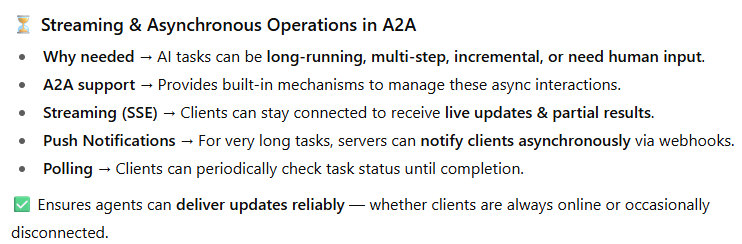 ⏳ Streaming & Asynchronous Operations in A2A
• Why needed → AI tasks can be long-running, multi-step, incremental, or need human input.
• A2A support → Provides built-in mechanisms to manage these async interactions.
• Streaming (SSE) → Clients can stay connected to receive live updates & partial results.
• Push Notifications → For very long tasks, servers can notify clients asynchronously via webhooks.
• Polling → Clients can periodically check task status until completion.
✅ Ensures agents can deliver updates reliably — whether clients are always online or occasionally
disconnected.